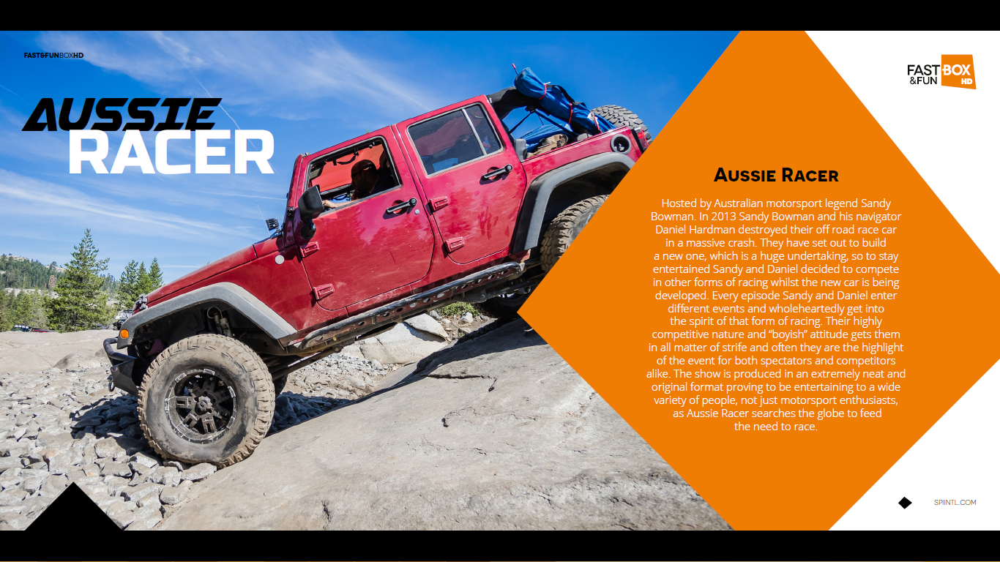 FAST&FUNBOXHD
AUSSIE
RACER
FAST BOX
&FUN HD
Aussie Racer
Hosted by Australian motorsport legend Sandy
Bowman. In 2013 Sandy Bowman and his navigator
Daniel Hardman destroyed their off road race car
in a massive crash. They have set out to build
a new one, which is a huge undertaking, so to stay
entertained Sandy and Daniel decided to compete
in other forms of racing whilst the new car is being
developed. Every episode Sandy and Daniel enter
different events and wholeheartedly get into
the spirit of that form of racing. Their highly
competitive nature and “boyish” attitude gets them
in all matter of strife and often they are the highlight
of the event for both spectators and competitors
alike. The show is produced in an extremely neat and
original format proving to be entertaining to a wide
variety of people, not just motorsport enthusiasts,
as Aussie Racer searches the globe to feed
the need to race.
SPIINTL.COM